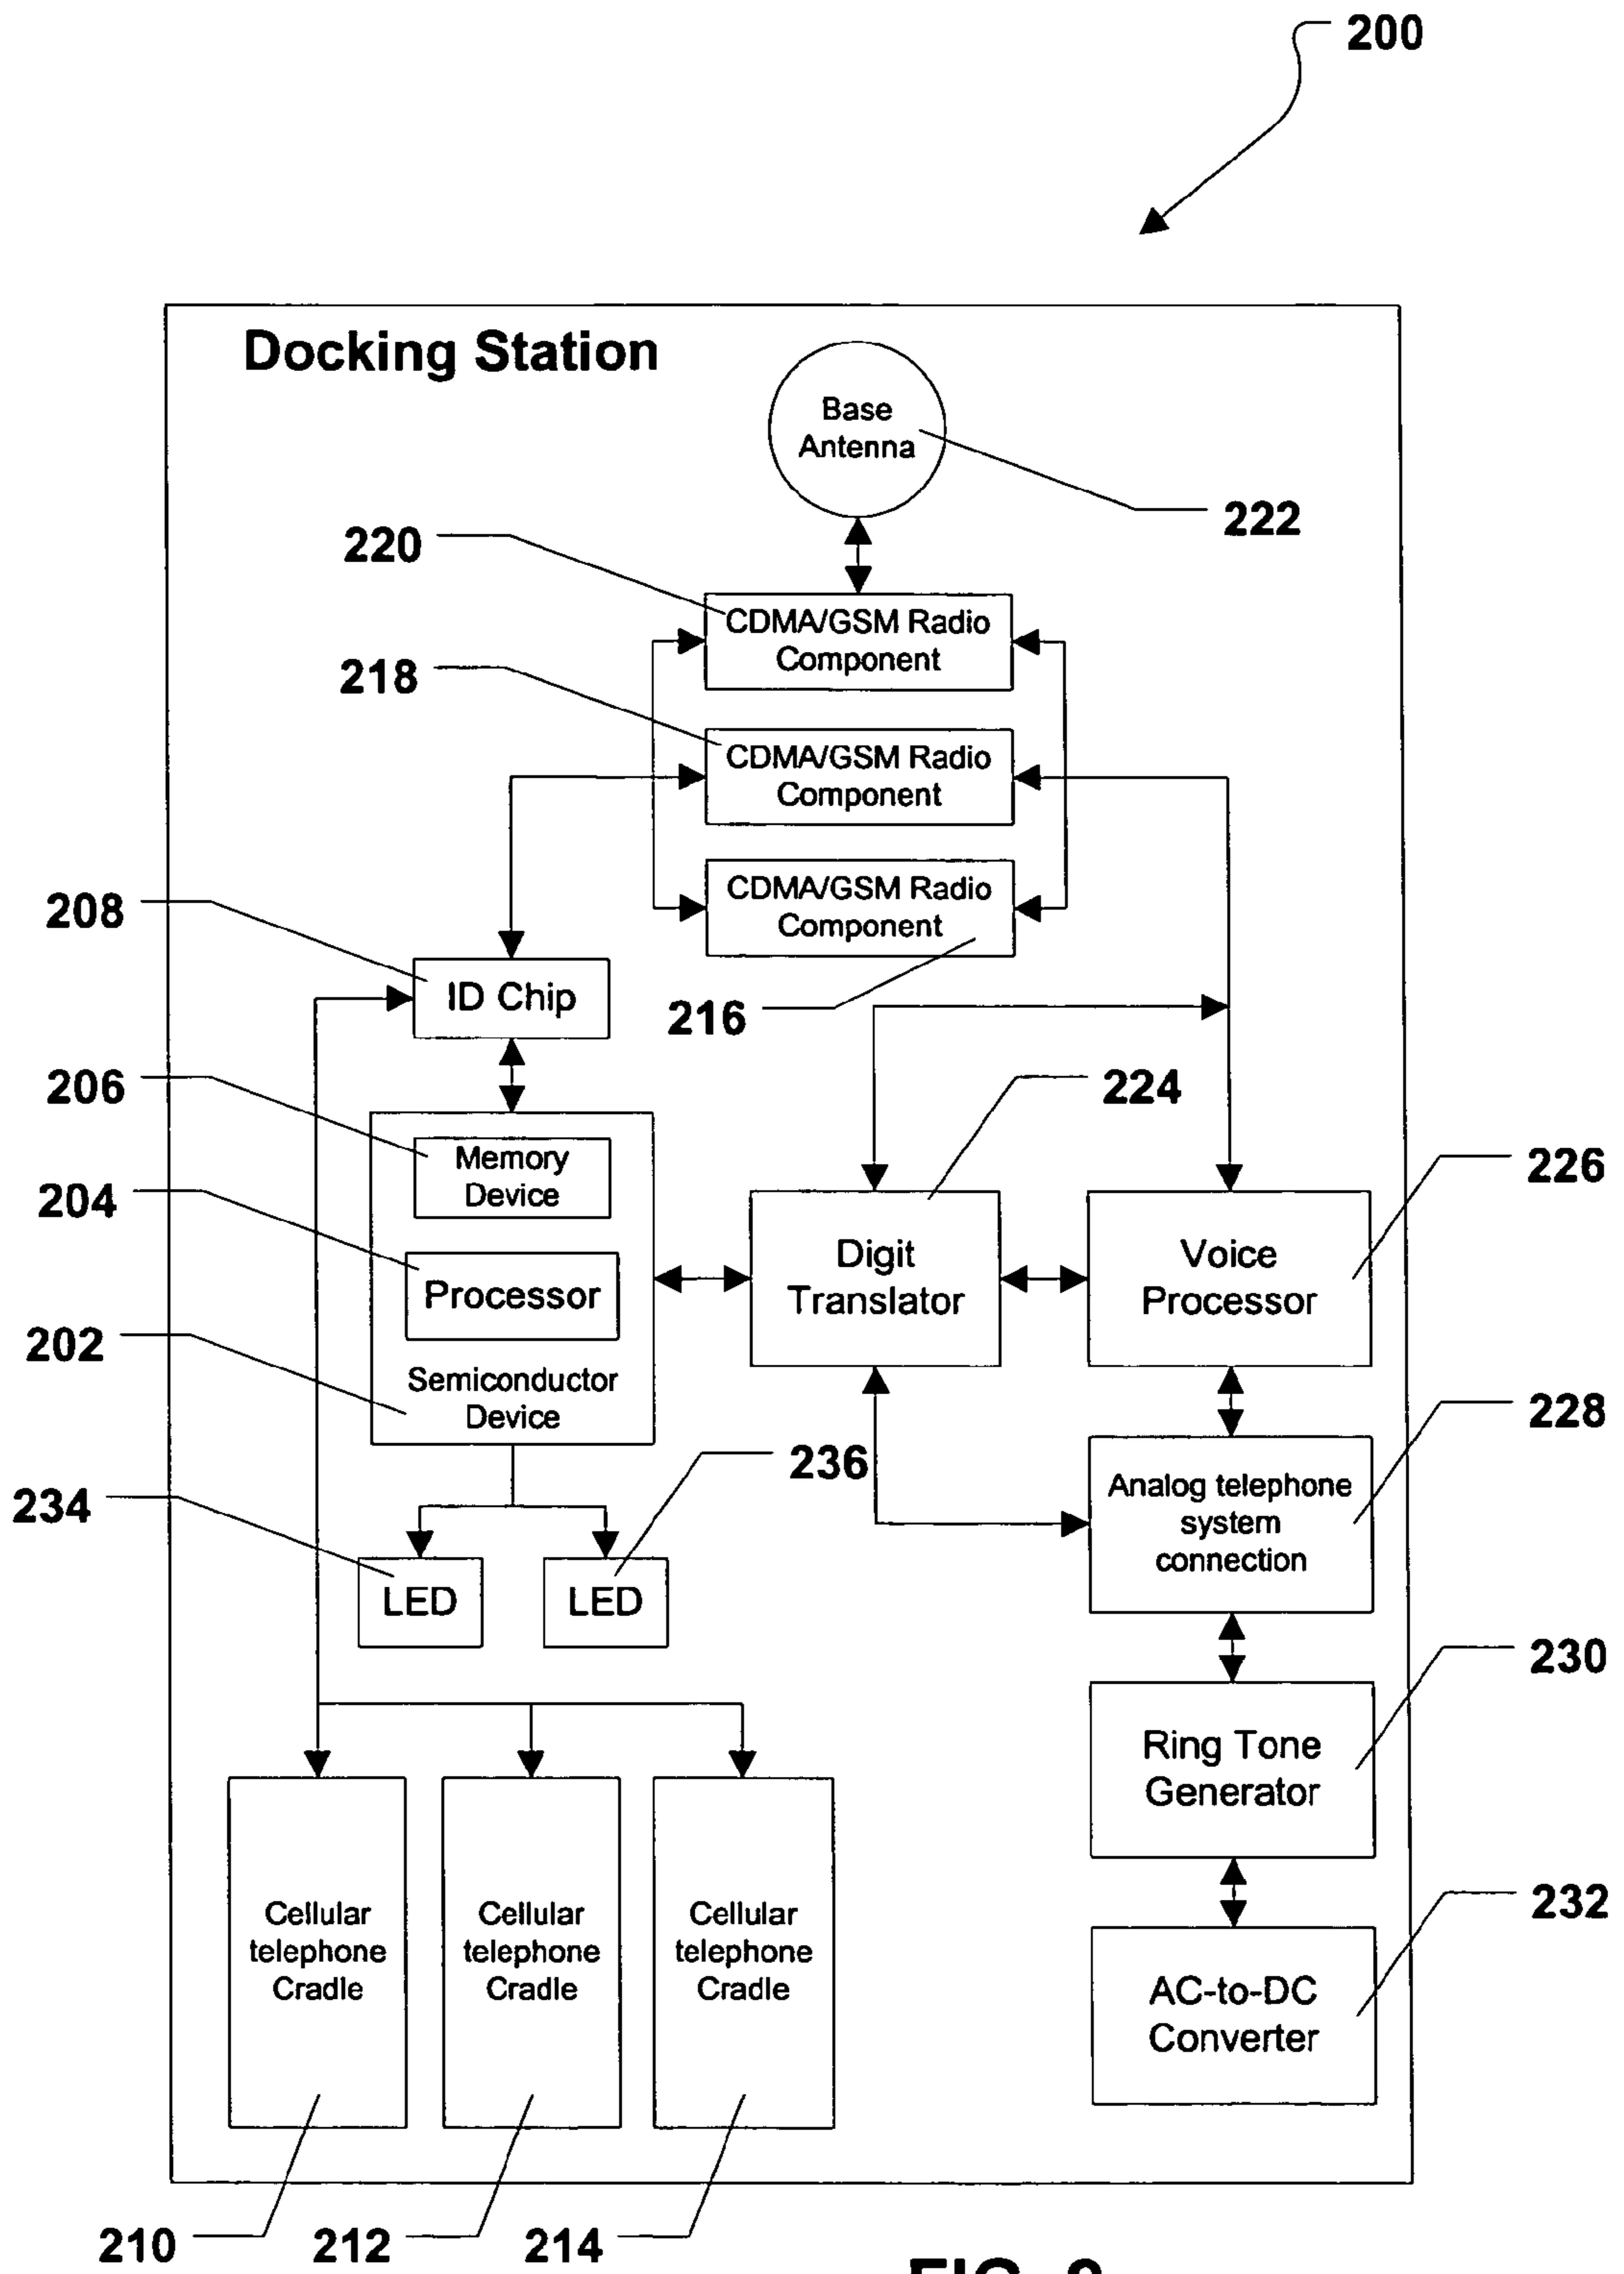 200
Docking Station
Base
Antenna
222
220
CDMA/GSM Radio
Component
218
CDMA/GSM Radio
Component
CDMA/GSM Radio
Component
208
ID Chip
216
206
Memory
Device
224
204
Processor
Digit
Translator
Voice
Processor
226
202
Semiconductor
Device
236
228
Analog telephone
system
connection
234
LED
LED
230
Ring Tone
Generator
Cellular
telephone
Cradle
Cellular
telephone
Cradle
Cellular
telephone
Cradle
232
AC-to-DC
Converter
210
212
214